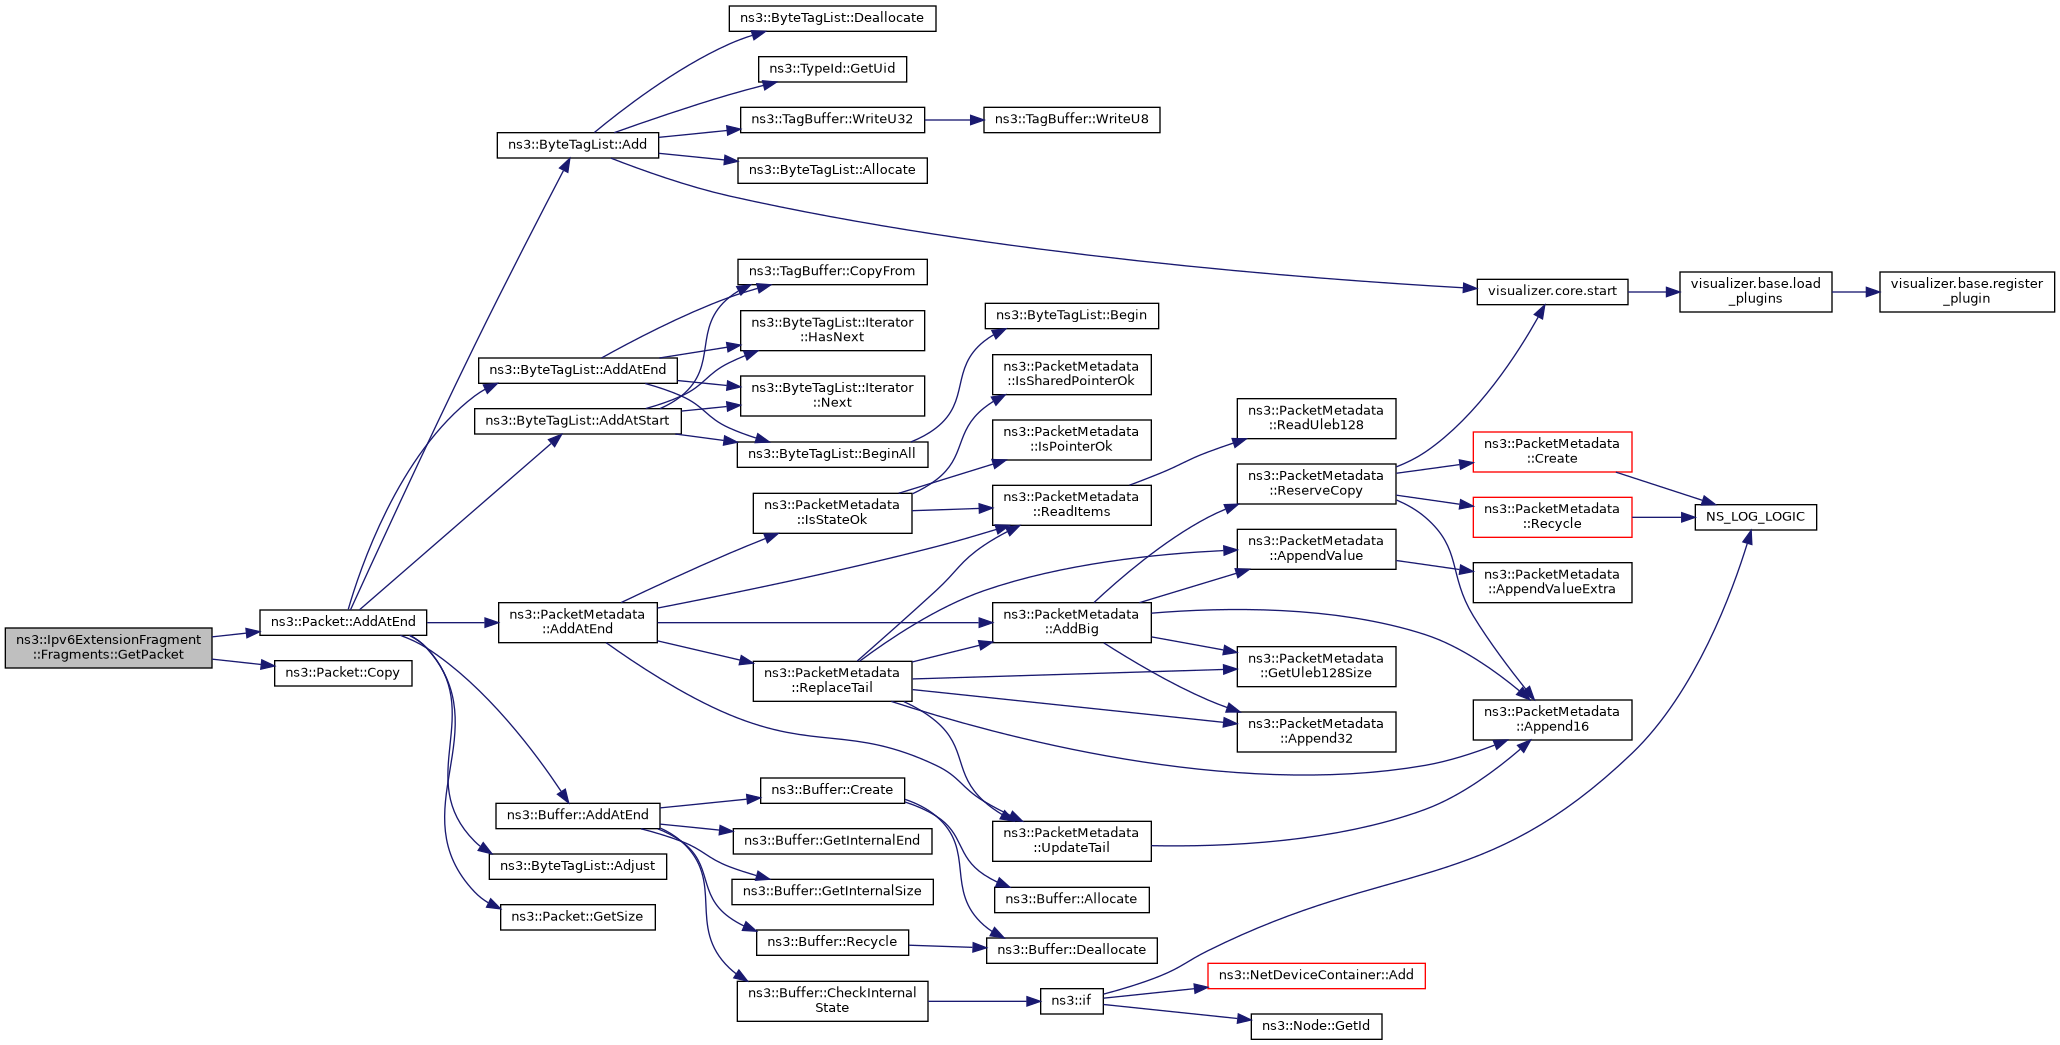 ns3::ByteTagList::Deallocate
ns3::TypeId::GetUid
ns3::TagBuffer::WriteU32
ns3::TagBuffer::WriteU8
ns3::ByteTagList::Add
ns3::ByteTagList::Allocate
ns3::TagBuffer::CopyFrom
visualizer.core.start
visualizer.base.load
_plugins
visualizer.base.register
_plugin
ns3::ByteTagList::Begin
ns3::ByteTagList::Iterator
::HasNext
ns3::PacketMetadata
::IsSharedPointerOk
ns3::ByteTagList::AddAtEnd
ns3::ByteTagList::Iterator
::Next
ns3::PacketMetadata
::ReadUleb128
ns3::ByteTagList::AddAtStart
ns3::PacketMetadata
::IsPointerOk
ns3::ByteTagList::BeginAll
ns3::PacketMetadata
::Create
ns3::PacketMetadata
::ReserveCopy
ns3::PacketMetadata
::IsStateOk
ns3::PacketMetadata
::ReadItems
ns3::PacketMetadata
::Recycle
NS_LOG_LOGIC
ns3::PacketMetadata
::AppendValue
ns3::PacketMetadata
::AppendValueExtra
ns3::Ipv6ExtensionFragment
::Fragments::GetPacket
ns3::Packet::AddAtEnd
ns3::PacketMetadata
::AddAtEnd
ns3::PacketMetadata
::AddBig
ns3::Packet::Copy
ns3::PacketMetadata
::ReplaceTail
ns3::PacketMetadata
::GetUleb128Size
ns3::PacketMetadata
::Append32
ns3::PacketMetadata
::Append16
ns3::Buffer::Create
ns3::Buffer::AddAtEnd
ns3::Buffer::GetInternalEnd
ns3::PacketMetadata
::UpdateTail
ns3::ByteTagList::Adjust
ns3::Buffer::GetInternalSize
ns3::Buffer::Allocate
ns3::Packet::GetSize
ns3::Buffer::Recycle
ns3::Buffer::Deallocate
ns3::Buffer::CheckInternal
State
ns3::if
ns3::NetDeviceContainer::Add
ns3::Node::GetId